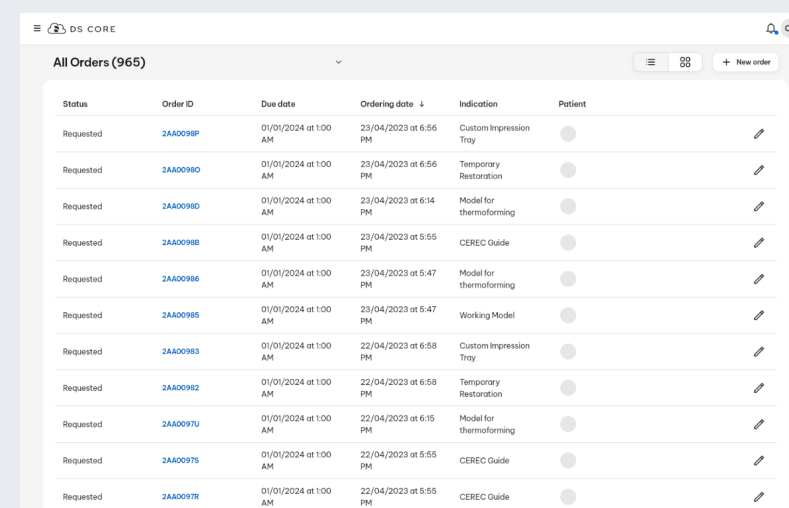 DS CORE
All Orders (965)
New order
Status Order ID Due date Ordering date ↓ Indication Patient
Requested 2AA0098P 01/01/2024 at 1:00 AM 23/04/2023 at 6:56 PM Custom Impression Tray
Requested 2AA0098O 01/01/2024 at 1:00 AM 23/04/2023 at 6:56 PM Temporary Restoration
Requested 2AA0098D 01/01/2024 at 1:00 AM 23/04/2023 at 6:14 PM Model for thermoforming
Requested 2AA0098B 01/01/2024 at 1:00 AM 23/04/2023 at 5:55 PM CEREC Guide
Requested 2AA00986 01/01/2024 at 1:00 AM 23/04/2023 at 5:47 PM Model for thermoforming
Requested 2AA00985 01/01/2024 at 1:00 AM 23/04/2023 at 5:47 PM Working Model
Requested 2AA00983 01/01/2024 at 1:00 AM 22/04/2023 at 6:58 PM Custom Impression Tray
Requested 2AA00982 01/01/2024 at 1:00 AM 22/04/2023 at 6:58 PM Temporary Restoration
Requested 2AA0097U 01/01/2024 at 1:00 AM 22/04/2023 at 6:15 PM Model for thermoforming
Requested 2AA0097S 01/01/2024 at 1:00 AM 22/04/2023 at 5:55 PM CEREC Guide
Requested 2AA0097R 01/01/2024 at 1:00 AM 22/04/2023 at 5:55 PM CEREC Guide